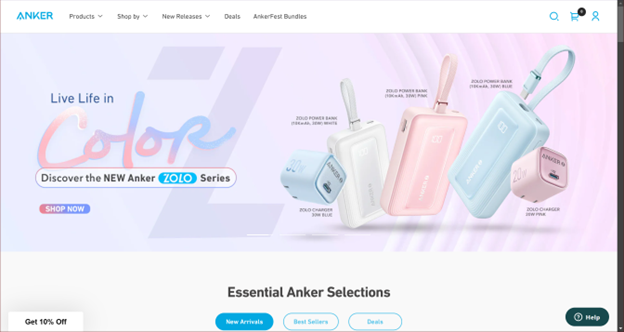 ANKER
Products
Shop by
New Releases
Deals
AnkerFest Bundles
Live Life in
Color
Discover the NEW Anker ZOLO Series
SHOP NOW
ZOLO POWER BANK
(10K mAh, 30W) WHITE
ZOLO POWER BANK
(10K mAh, 30W) PINK
ZOLO POWER BANK
(10K mAh, 30W) BLUE
ZOLO CHARGER
30W BLUE
ZOLO CHARGER
20W PINK
Essential Anker Selections
New Arrivals
Best Sellers
Deals
Get 10% Off
Help